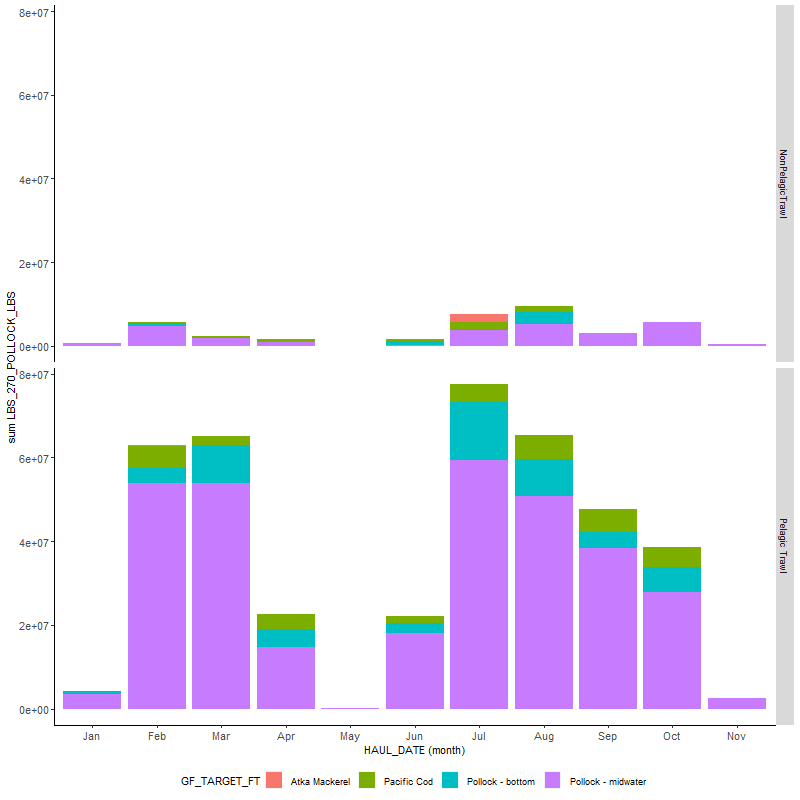 8e+07
6e+07
4e+07
2e+07
0e+00
NonPelagicTrawl
sum LBS_270_POLLOCK_LBS
8e+07
6e+07
4e+07
2e+07
0e+00
Pelagic Trawl
Jan Feb Mar Apr May Jun Jul Aug Sep Oct Nov
HAUL_DATE (month)
GF_TARGET_FT Atka Mackerel Pacific Cod Pollock - bottom Pollock - midwater